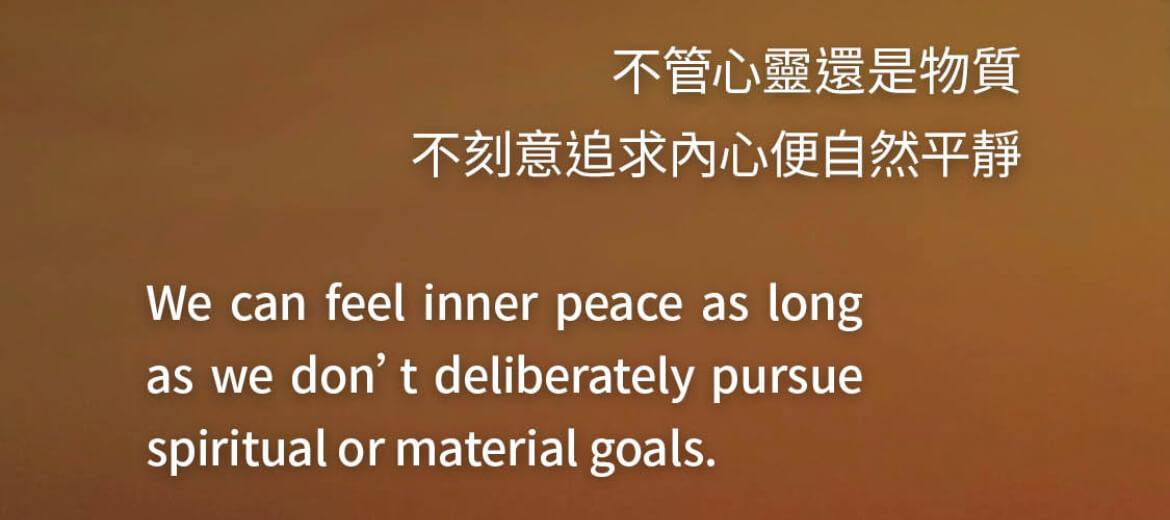 不管心靈還是物質
不刻意追求內心便自然平靜
We can feel inner peace as long
as we don’t deliberately pursue
spiritual or material goals.